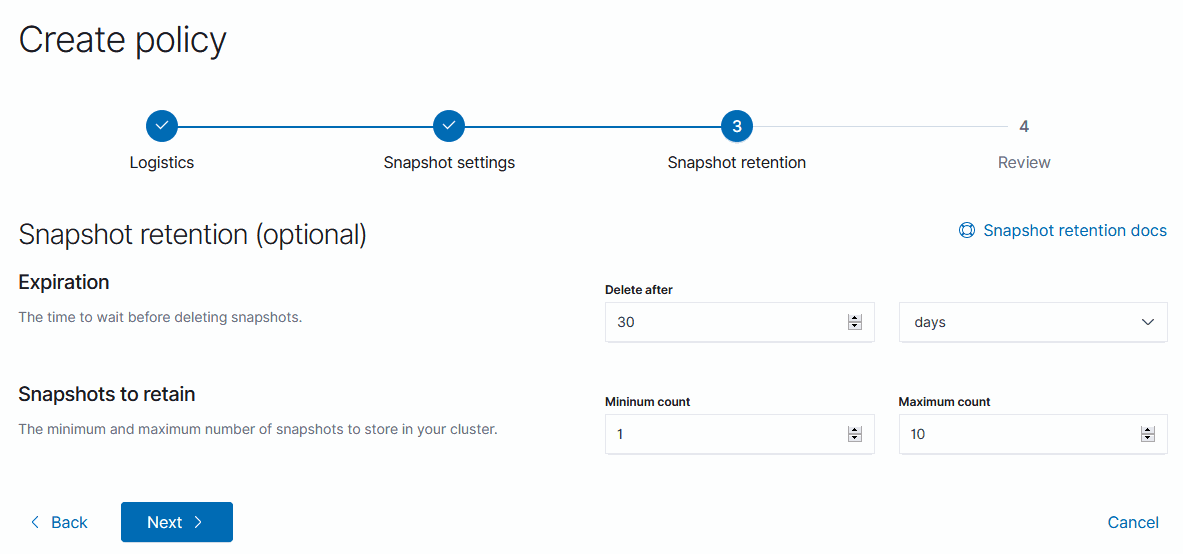 Create policy
3
4
Logistics
Snapshot settings
Snapshot retention
Review
Snapshot retention (optional)
Snapshot retention docs
Expiration
The time to wait before deleting snapshots.
Delete after
30
days
Snapshots to retain
The minimum and maximum number of snapshots to store in your cluster.
Mininum count
Maximum count
1
10
Back
Next
Cancel